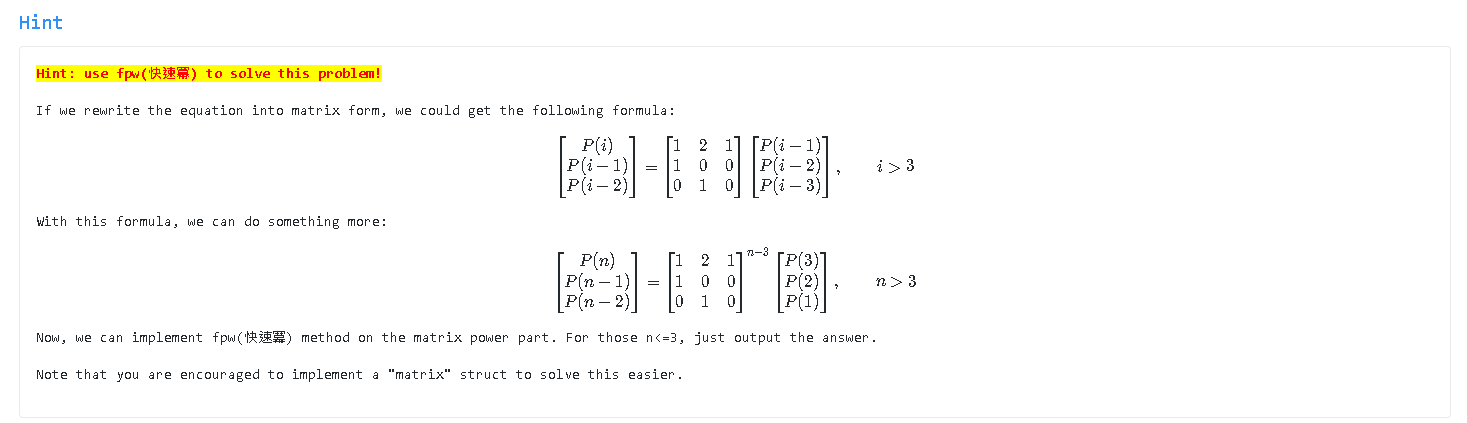 Hint
Hint: use fpw(快速冪) to solve this problem!
If we rewrite the equation into matrix form, we could get the following formula:
\begin{bmatrix} P(i) \\ P(i-1) \\ P(i-2) \end{bmatrix} = \begin{bmatrix} 1 & 2 & 1 \\ 1 & 0 & 0 \\ 0 & 1 & 0 \end{bmatrix} \begin{bmatrix} P(i-1) \\ P(i-2) \\ P(i-3) \end{bmatrix}, \quad i > 3
With this formula, we can do something more:
\begin{bmatrix} P(n) \\ P(n-1) \\ P(n-2) \end{bmatrix} = \begin{bmatrix} 1 & 2 & 1 \\ 1 & 0 & 0 \\ 0 & 1 & 0 \end{bmatrix}^{n-3} \begin{bmatrix} P(3) \\ P(2) \\ P(1) \end{bmatrix}, \quad n > 3
Now, we can implement fpw(快速冪) method on the matrix power part. For those n<=3, just output the answer.
Note that you are encouraged to implement a "matrix" struct to solve this easier.